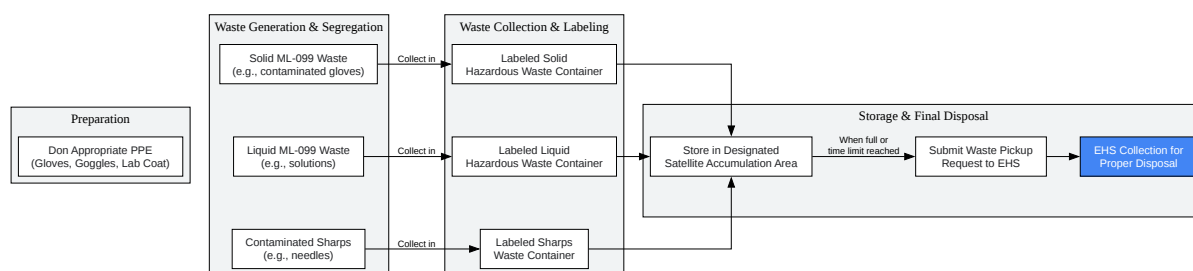 Preparation
Don Appropriate PPE
(Gloves, Goggles, Lab Coat)
Waste Generation & Segregation
Solid ML-099 Waste
(e.g., contaminated gloves)
Liquid ML-099 Waste
(e.g., solutions)
Contaminated Sharps
(e.g., needles)
Collect in
Collect in
Collect in
Waste Collection & Labeling
Labeled Solid
Hazardous Waste Container
Labeled Liquid
Hazardous Waste Container
Labeled Sharps
Waste Container
Storage & Final Disposal
Store in Designated
Satellite Accumulation Area
When full or
time limit reached
Submit Waste Pickup
Request to EHS
EHS Collection for
Proper Disposal